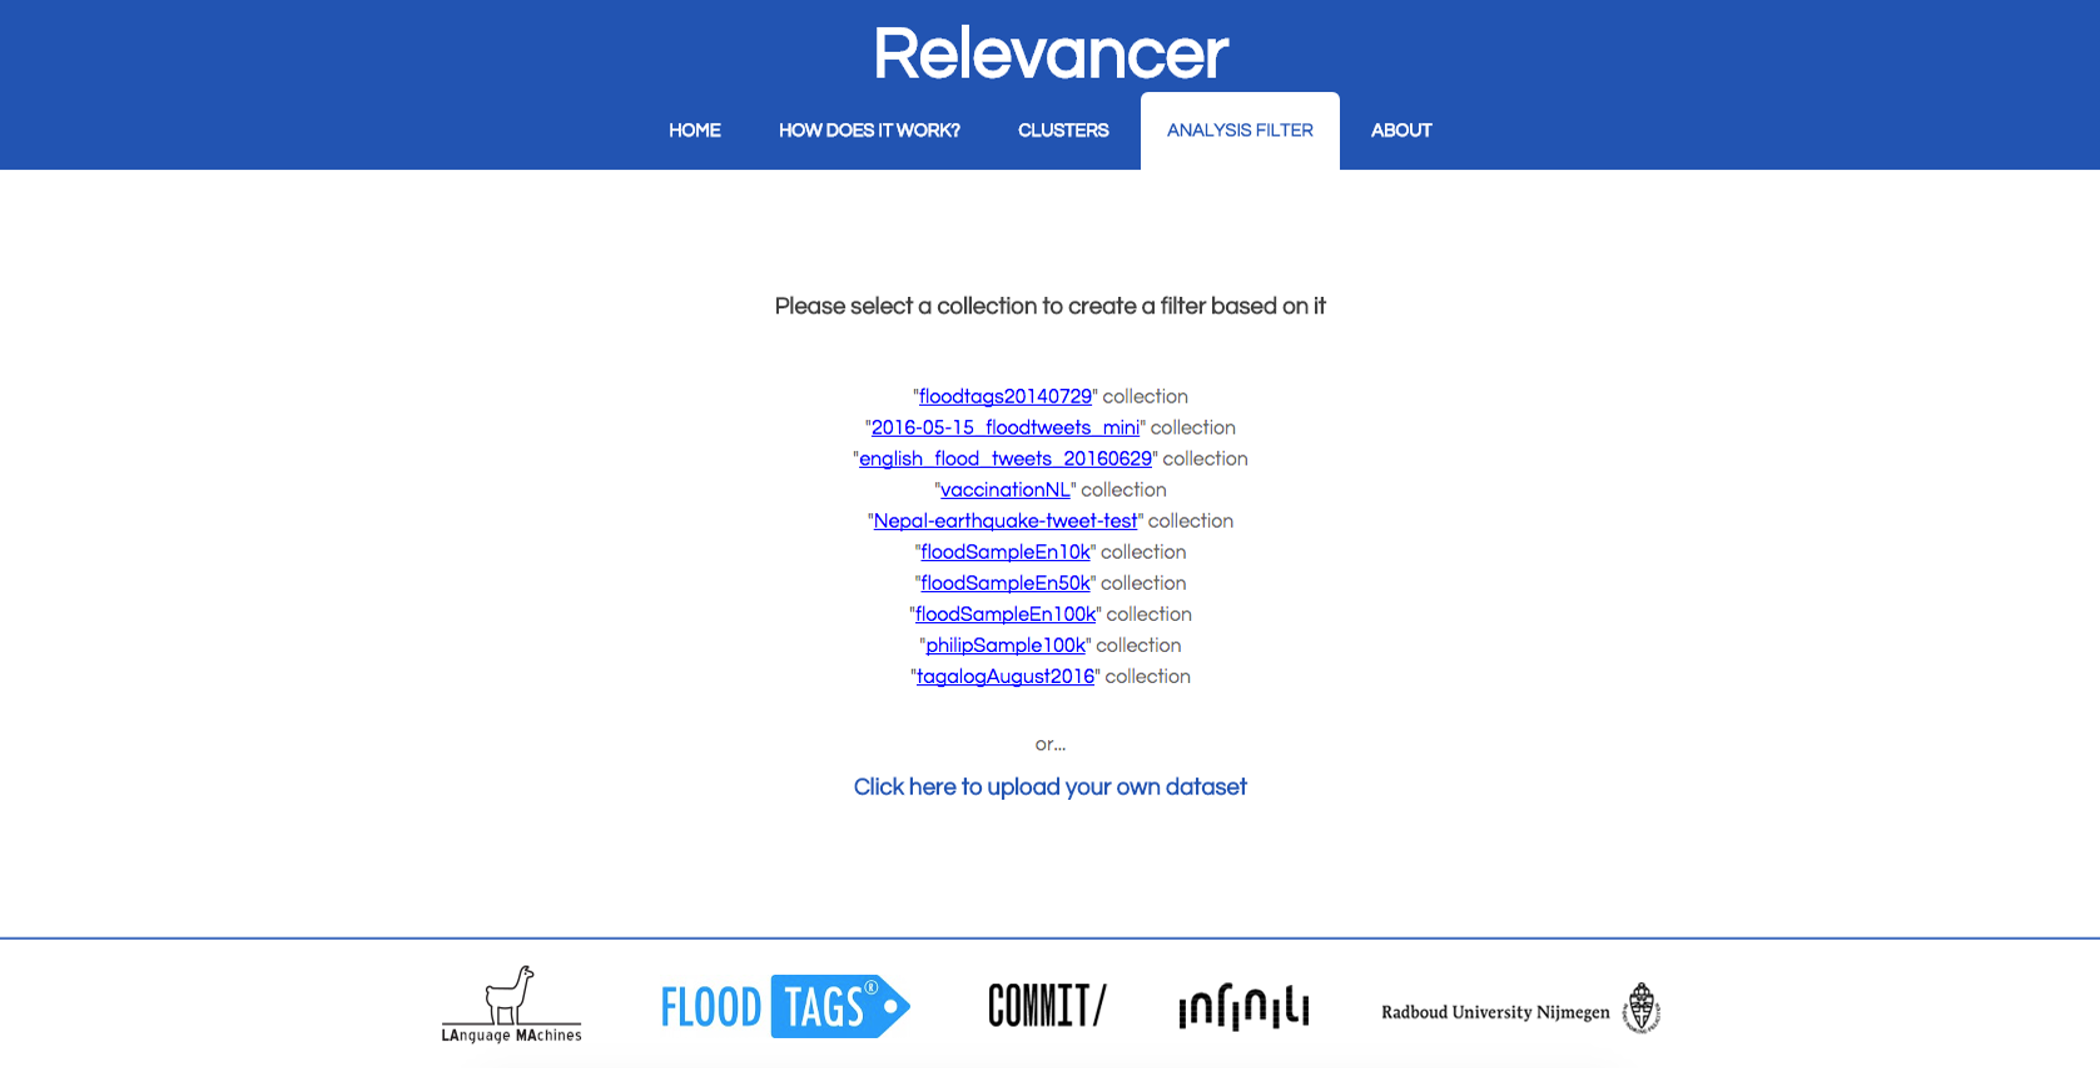 Relevancer
HOME HOW DOES IT WORK? CLUSTERS ANALYSIS FILTER ABOUT
Please select a collection to create a filter based on it
"floodtags20140729" collection
"2016-05-15_floodtweets_mini" collection
"english_flood_tweets_20160629" collection
"vaccinationNL" collection
"Nepal-earthquake-tweet-test" collection
"floodSampleEn10k" collection
"floodSampleEn50k" collection
"floodSampleEn100k" collection
"philipSample100k" collection
"tagalogAugust2016" collection
or...
Click here to upload your own dataset
LAnguage MAchines
FLOOD TAGS®
COMMIT/
infiniti
Radboud University Nijmegen